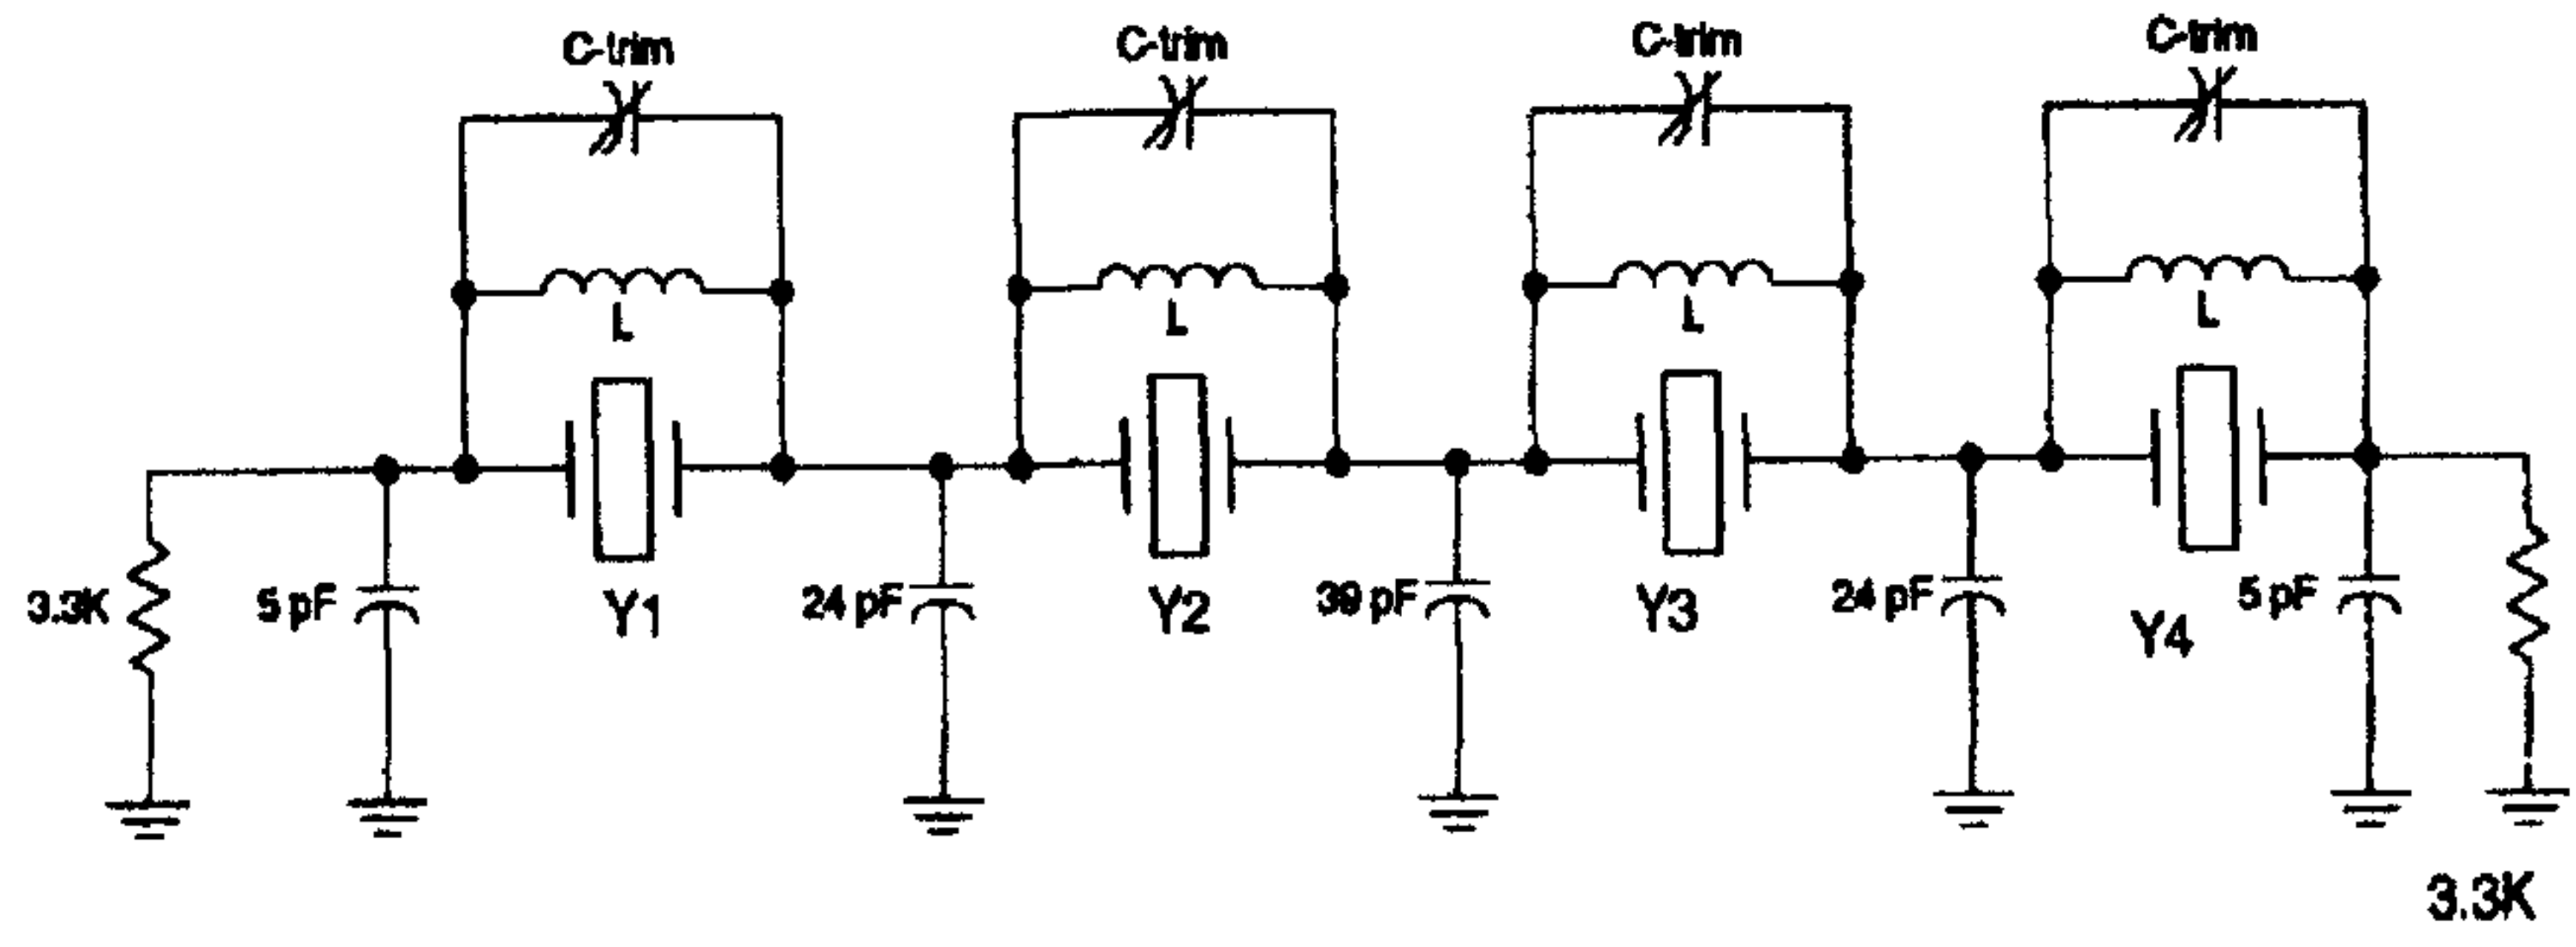 C-trim
C-trim
C-trim
C-trim
L
L
L
L
3.3K
5 pF
Y1
24 pF
Y2
39 pF
Y3
24 pF
Y4
5 pF
3.3K